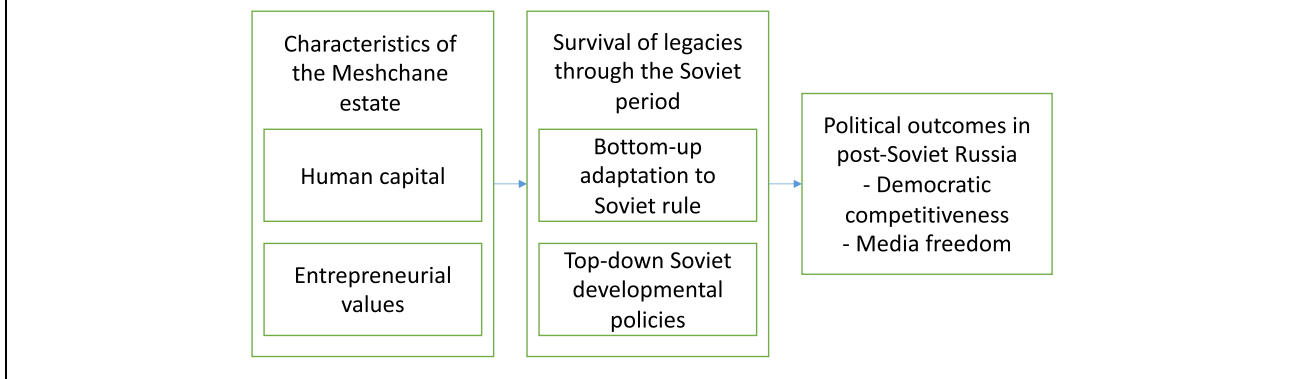 Characteristics of
the Meshchane
estate
Human capital
Entrepreneurial
values
Survival of legacies
through the Soviet
period
Bottom-up
adaptation to
Soviet rule
Top-down Soviet
developmental
policies
Political outcomes in
post-Soviet Russia
- Democratic
competitiveness
- Media freedom